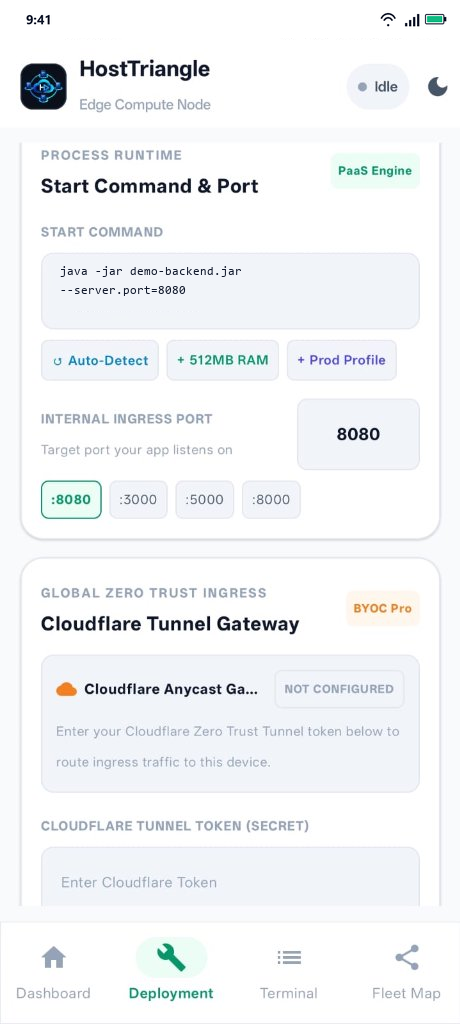 9:41
HostTriangle
Edge Compute Node
Idle
PROCESS RUNTIME
Start Command & Port
PaaS Engine
START COMMAND
java -jar demo-backend.jar
--server.port=8080
↺ Auto-Detect
+ 512MB RAM
+ Prod Profile
INTERNAL INGRESS PORT
Target port your app listens on
8080
:8080
:3000
:5000
:8000
GLOBAL ZERO TRUST INGRESS
Cloudflare Tunnel Gateway
BYOC Pro
Cloudflare Anycast Ga...
NOT CONFIGURED
Enter your Cloudflare Zero Trust Tunnel token below to
route ingress traffic to this device.
CLOUDFLARE TUNNEL TOKEN (SECRET)
Enter Cloudflare Token
Dashboard
Deployment
Terminal
Fleet Map